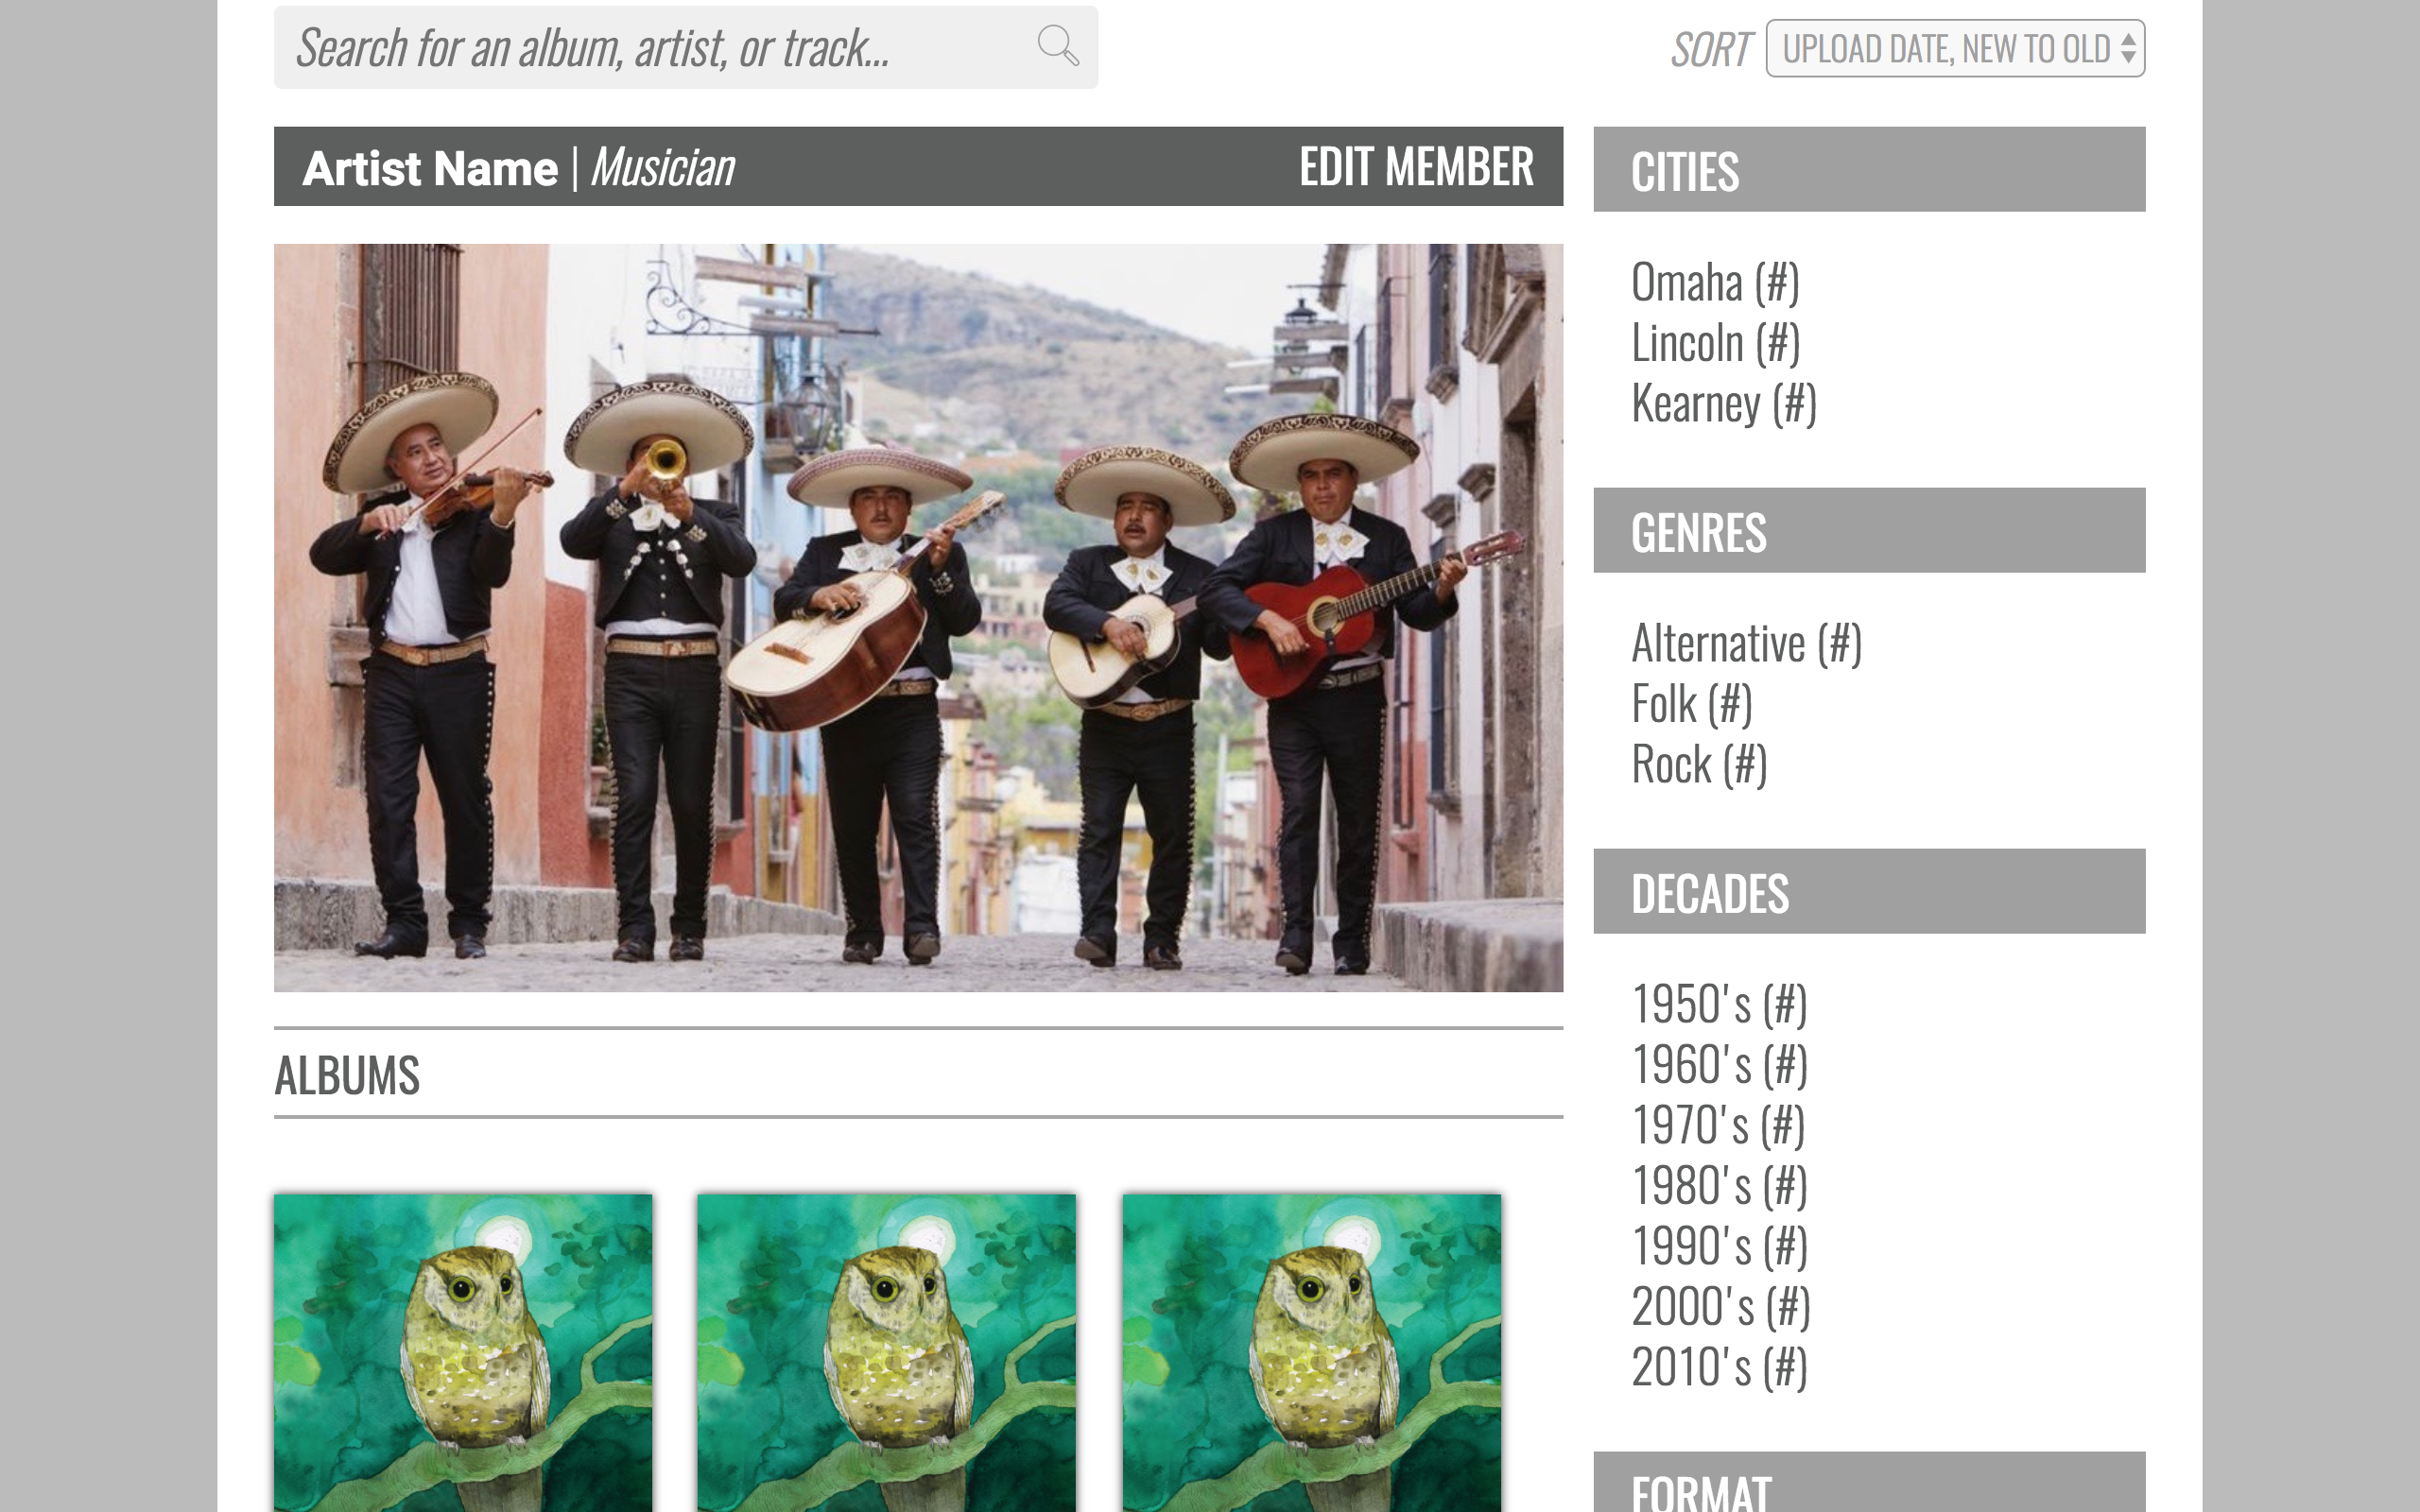 Search for an album, artist, or track...
SORT UPLOAD DATE, NEW TO OLD
Artist Name | Musician
EDIT MEMBER
ALBUMS
CITIES
Omaha (#)
Lincoln (#)
Kearney (#)
GENRES
Alternative (#)
Folk (#)
Rock (#)
DECADES
1950's (#)
1960's (#)
1970's (#)
1980's (#)
1990's (#)
2000's (#)
2010's (#)
FORMAT